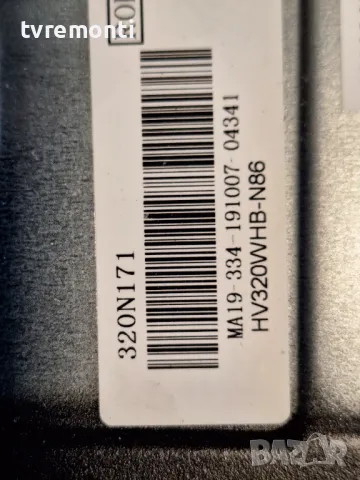 tvremonti
320N171
MA19-334-191007-04341
HV320WHB-N86
BAZAR